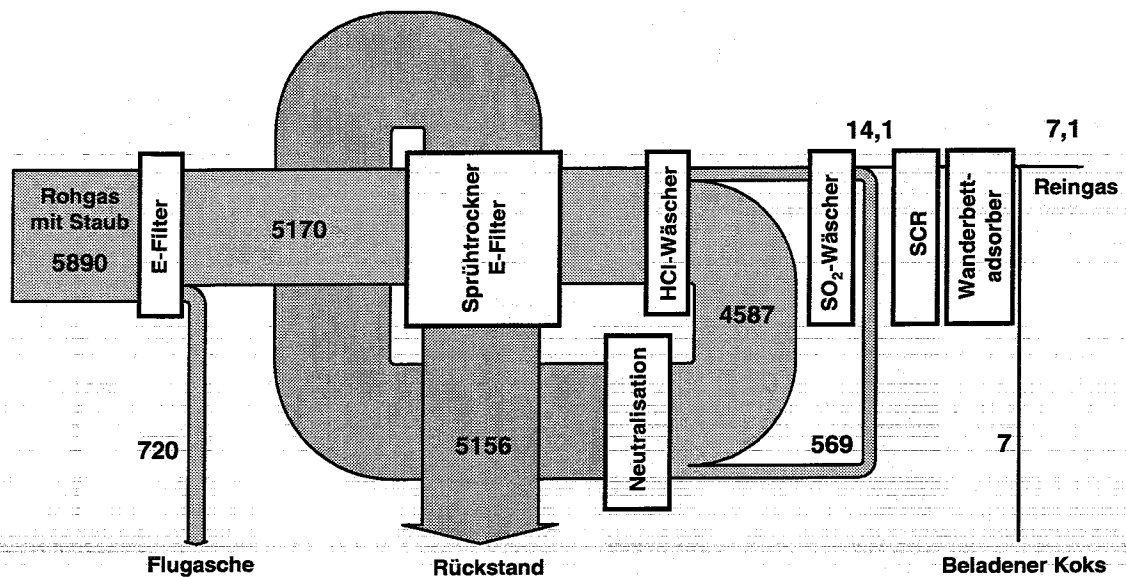 14,1
7,1
Rohgas
mit Staub
5890
E-Filter
5170
Sprühtrockner
E-Filter
HCl-Wäscher
SO₂-Wäscher
SCR
Wanderbett-
adsorber
Reingas
4587
Neutralisation
720
5156
569
7
Flugasche
Rückstand
Beladener Koks